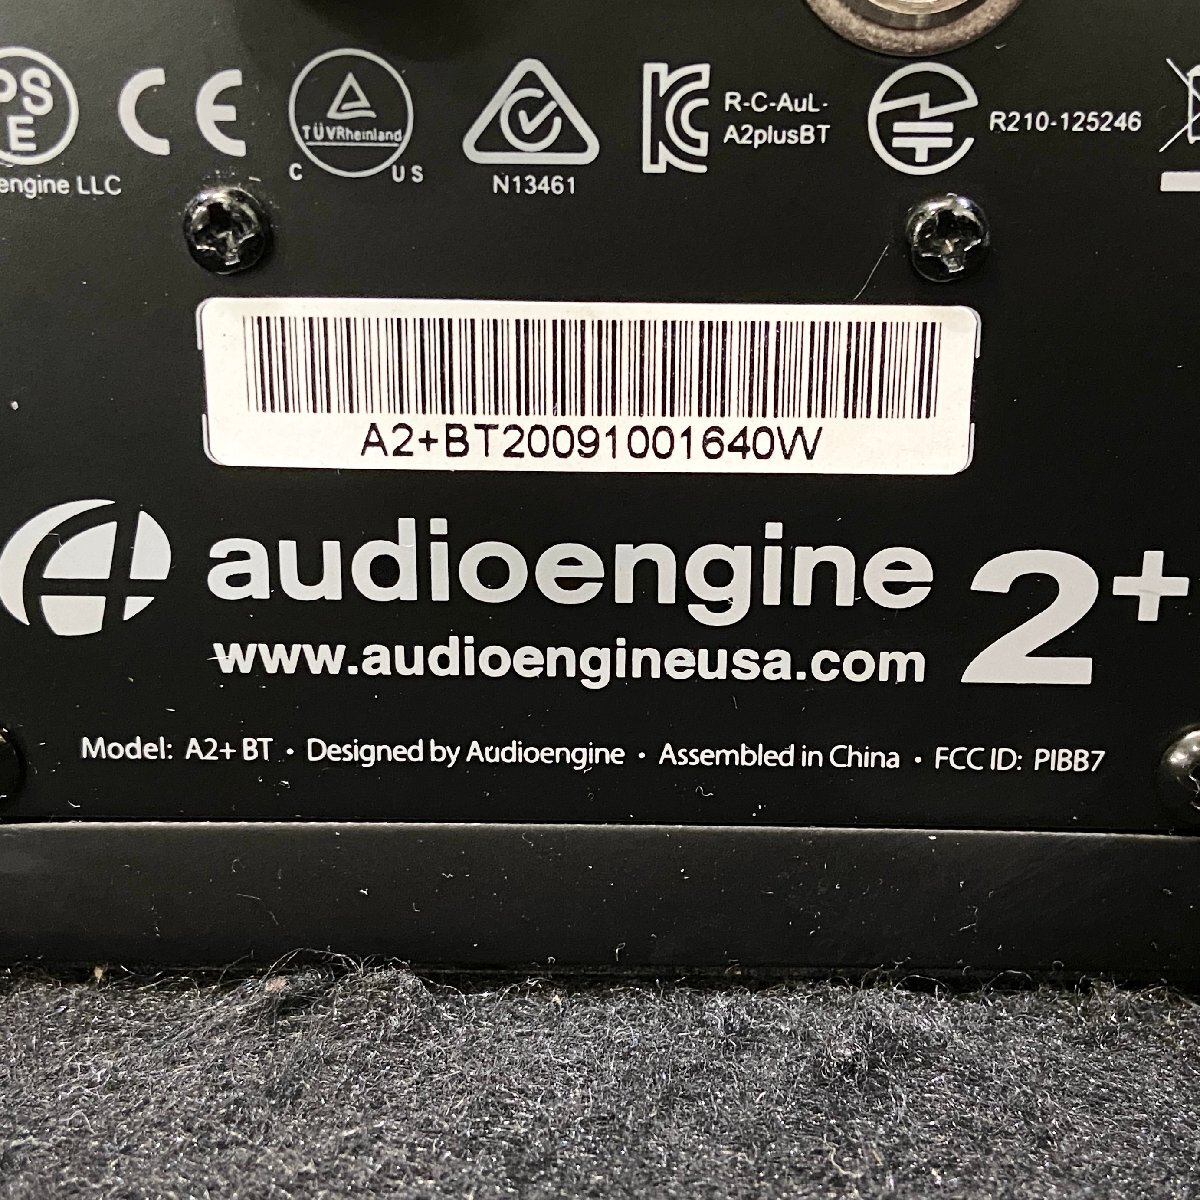 PS
E
engine LLC
CE
TÜVRheinland
C US
N13461
R-C-AuL-
A2plusBT
R210-125246
A2+BT20091001640W
audioengine 2+
www.audioengineusa.com
Model: A2+ BT • Designed by Audioengine • Assembled in China • FCC ID: PIBB7